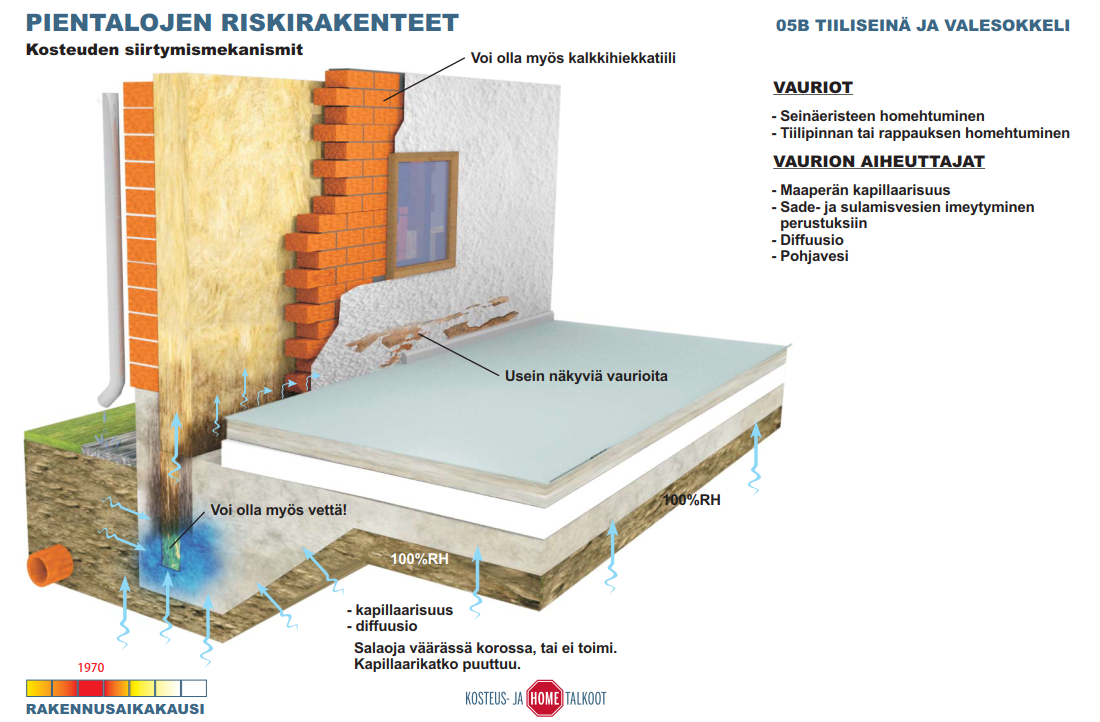 PIENTALOJEN RISKIRAKENTEET
05B TIILISEINÄ JA VALESOKKELI
Kosteuden siirtymismekanismit
Voi olla myös kalkkihiekkatiili
VAURIOT
- Seinäeristeen homehtuminen
- Tiilipinnan tai rappauksen homehtuminen
VAURION AIHEUTTAJAT
- Maaperän kapillaarisuus
- Sade- ja sulamisvesien imeytyminen
perustuksiin
- Diffuusio
- Pohjavesi
Usein näkyviä vaurioita
100%RH
Voi olla myös vettä!
100%RH
- kapillaarisuus
- diffuusio
Salaoja väärässä korossa, tai ei toimi.
Kapillaarikatko puuttuu.
1970
RAKENNUSAIKAKAUSI
KOSTEUS- JA HOME TALKOOT